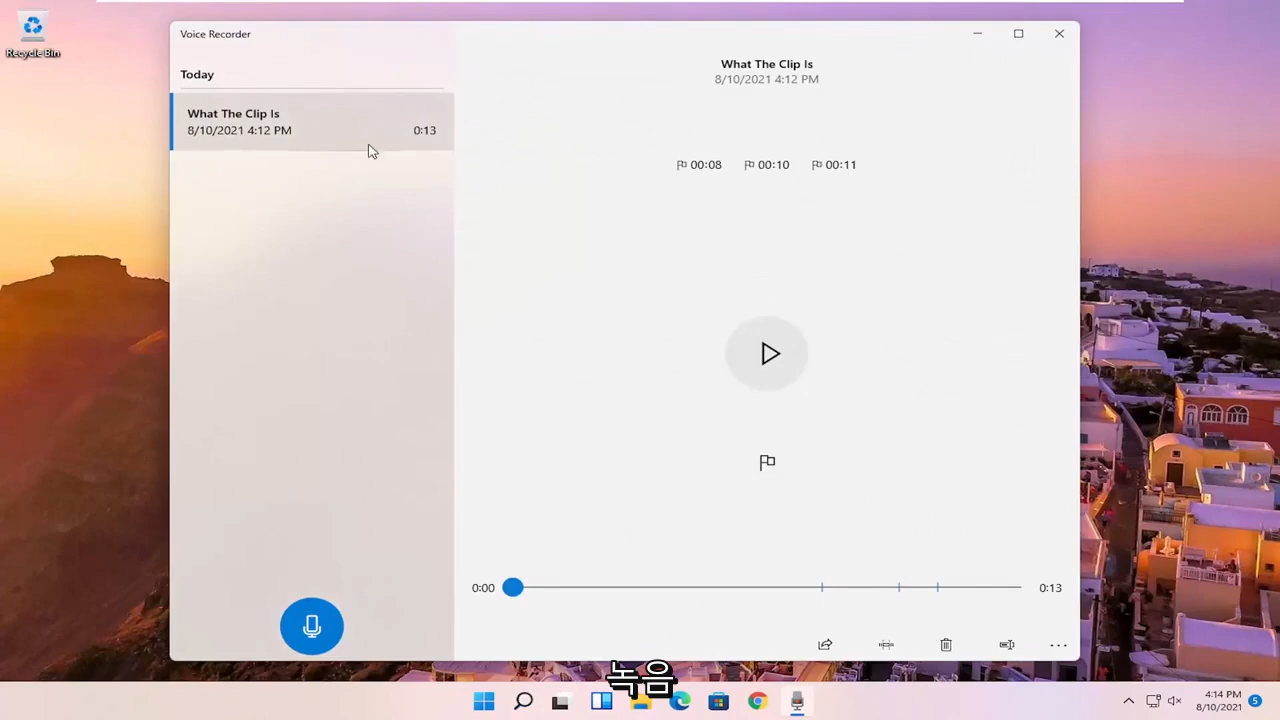 Recycle Bin
Voice Recorder
Today
What The Clip Is
8/10/2021 4:12 PM
0:13
What The Clip Is
8/10/2021 4:12 PM
00:08
00:10
00:11
0:00
0:13
녹음
4:14 PM
8/10/2021
5